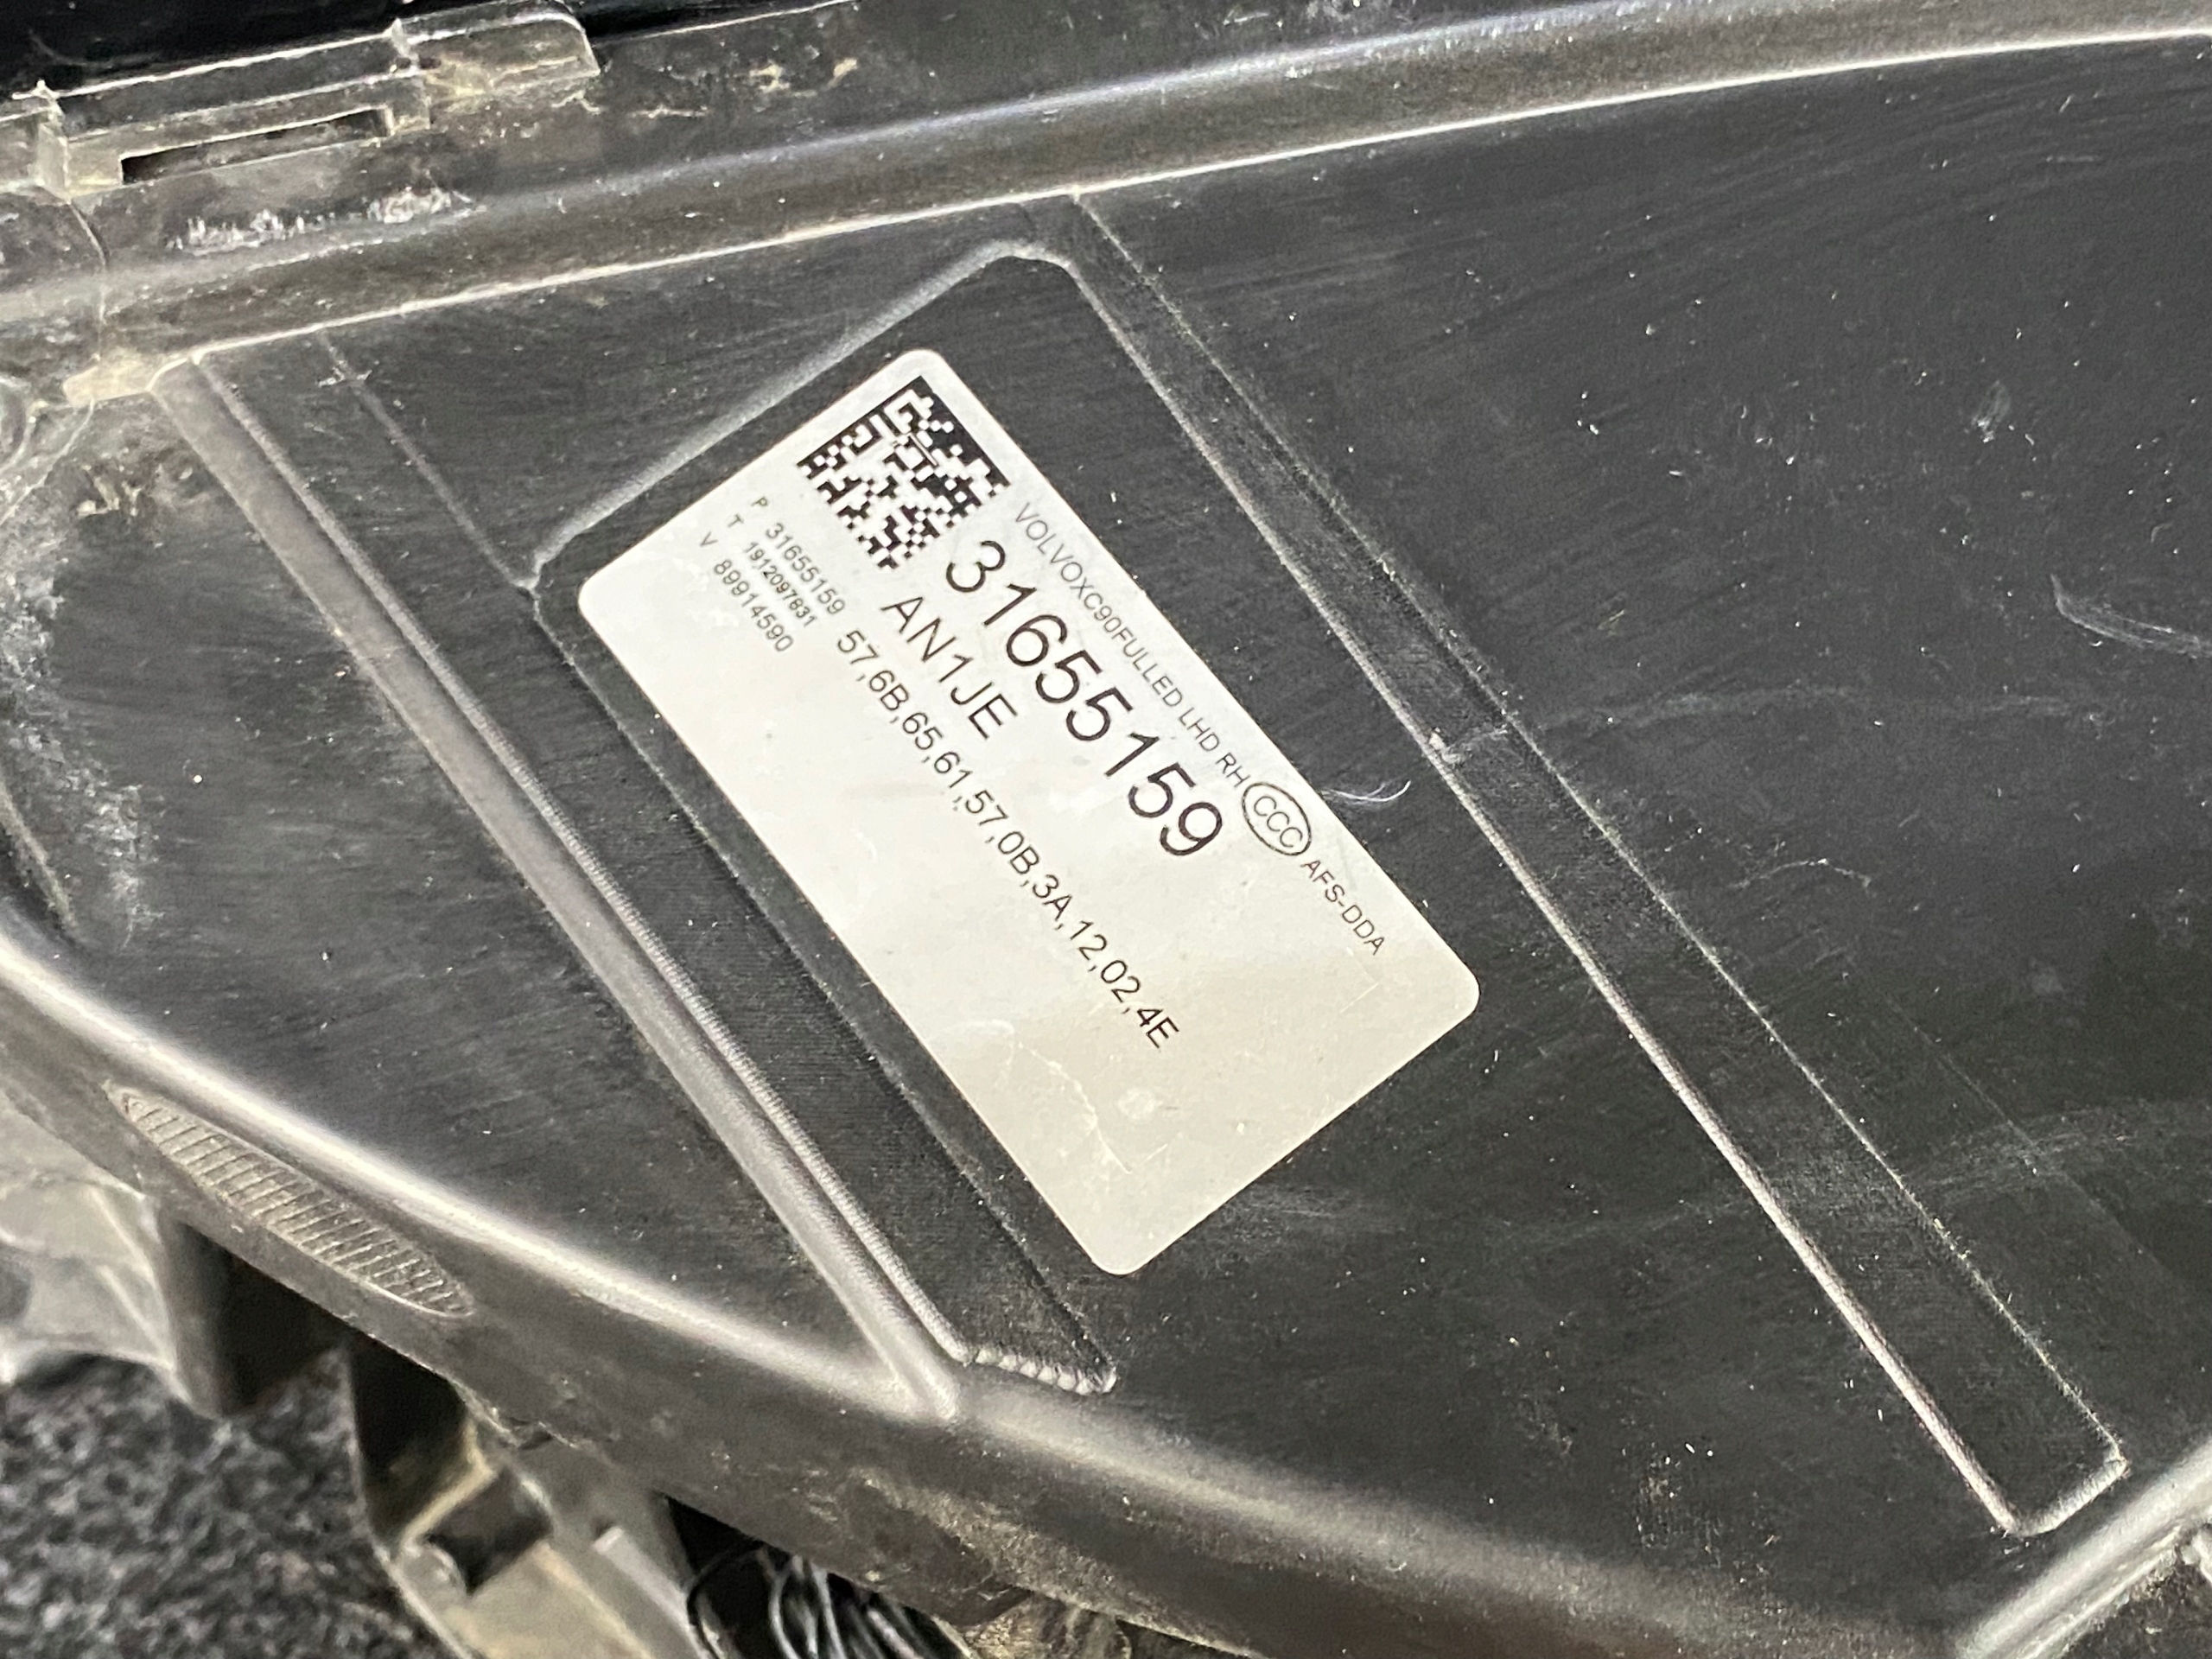 VOLVOXC90FULLED LHD RH CCC AFS-DDA
31655159
AN1JE
57,6B,65,61,57,0B,3A,12,02,4E
P 31655159
T 1912097831
V 89914590